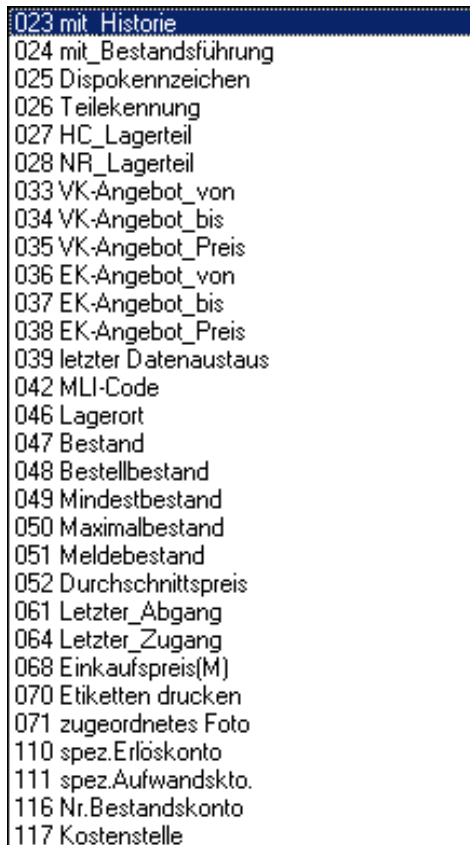 023 mit_Historie
024 mit_Bestandsführung
025 Dispokennzeichen
026 Teilekennung
027 HC_Lagerteil
028 NR_Lagerteil
033 VK-Angebot_von
034 VK-Angebot_bis
035 VK-Angebot_Preis
036 EK-Angebot_von
037 EK-Angebot_bis
038 EK-Angebot_Preis
039 letzter Datenaustaus
042 MLI-Code
046 Lagerort
047 Bestand
048 Bestellbestand
049 Mindestbestand
050 Maximalbestand
051 Meldebestand
052 Durchschnittspreis
061 Letzter_Abgang
064 Letzter_Zugang
068 Einkaufspreis(M)
070 Etiketten drucken
071 zugeordnetes Foto
110 spez.Erlöskonto
111 spez.Aufwandskto.
116 Nr.Bestandskonto
117 Kostenstelle